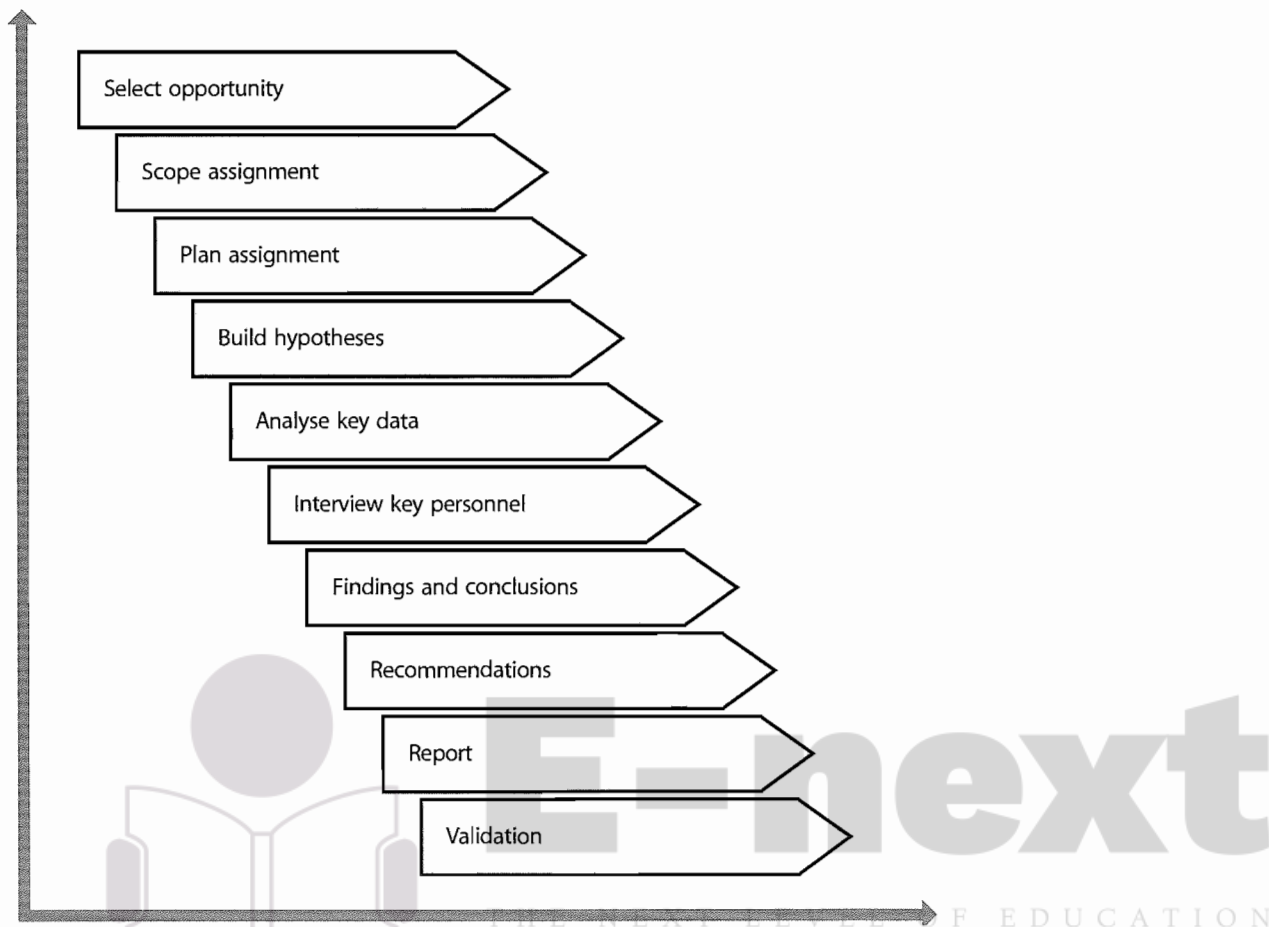 Select opportunity
Scope assignment
Plan assignment
Build hypotheses
Analyse key data
Interview key personnel
Findings and conclusions
Recommendations
Report
Validation
E-next
THE NEXT LEVEL OF EDUCATION